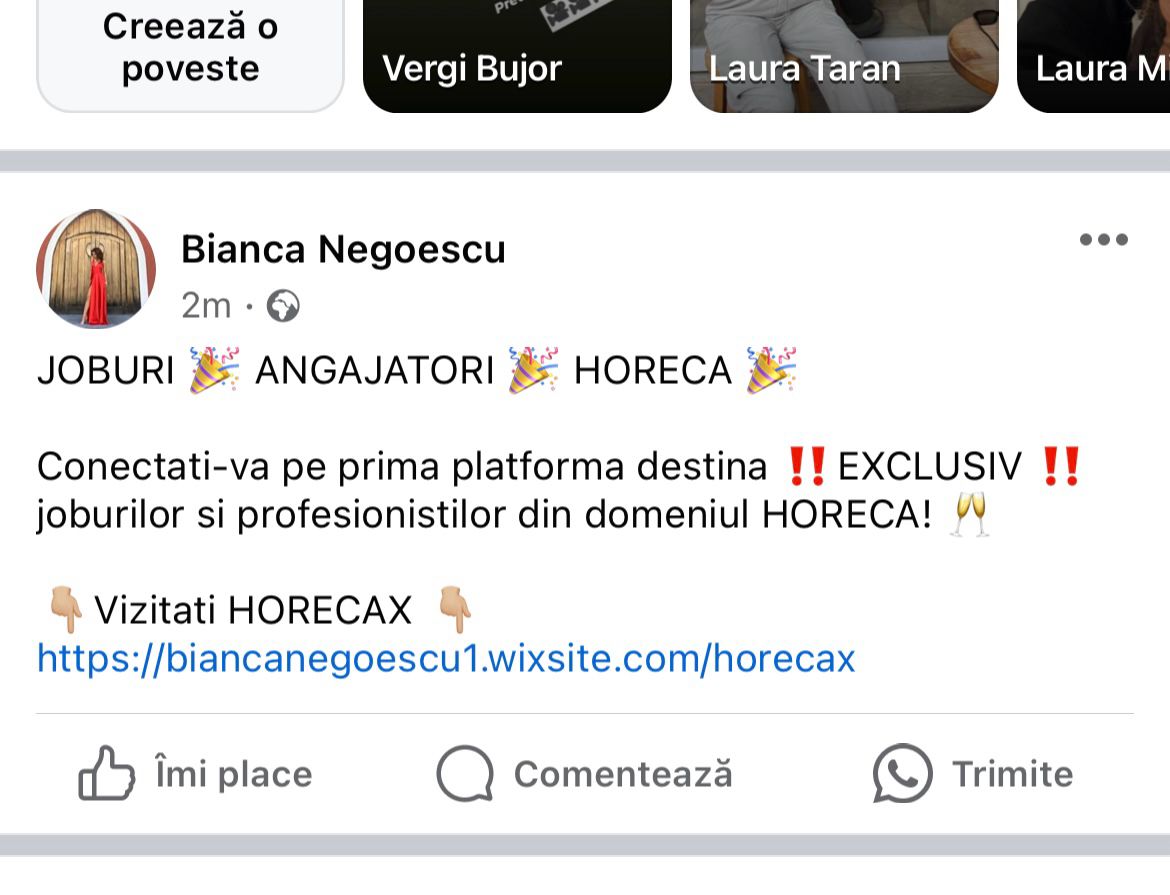 Creează o
poveste
Vergi Bujor
Laura Taran
Laura Mi
Bianca Negoescu
2m ·
JOBURI 🎉 ANGAJATORI 🎉 HORECA 🎉
Conectati-va pe prima platforma destina ‼️EXCLUSIV ‼️
joburilor si profesionistilor din domeniul HORECA! 🥂
👇🏼 Vizitati HORECAX 👇🏼
https://biancanegoescu1.wixsite.com/horecax
Îmi place
Comentează
Trimite